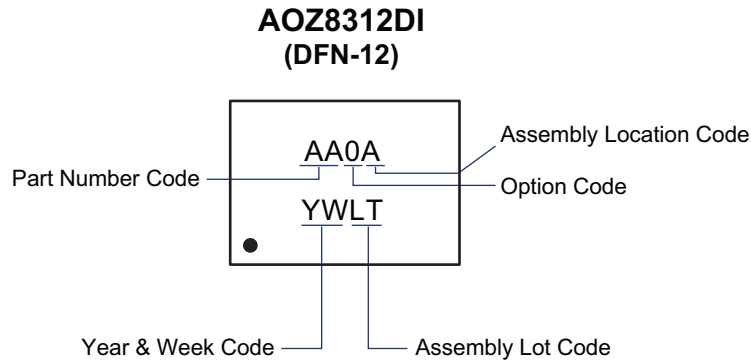 AOZ8312DI
(DFN-12)
AA0A
Assembly Location Code
Part Number Code
Option Code
YWLT
Year & Week Code
Assembly Lot Code